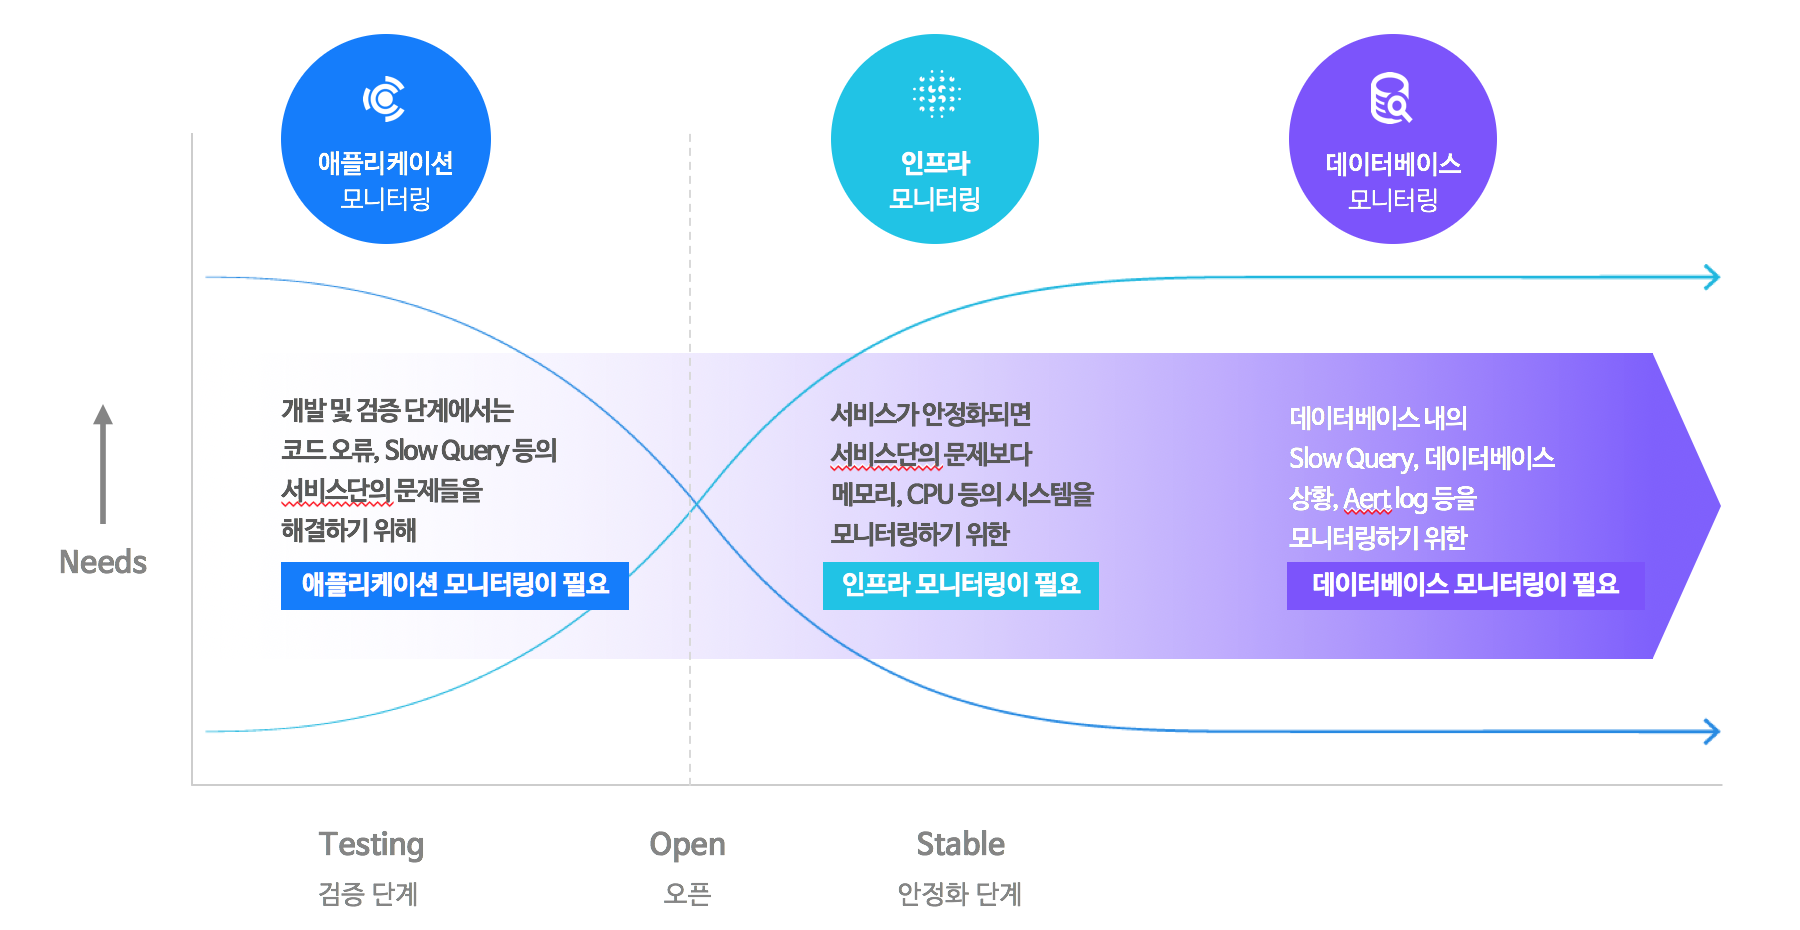 애플리케이션
모니터링
인프라
모니터링
데이터베이스
모니터링
개발 및 검증 단계에서는
코드 오류, Slow Query 등의
서비스단의 문제들을
해결하기 위해
애플리케이션 모니터링이 필요
서비스가 안정화되면
서비스단의 문제보다
메모리, CPU 등의 시스템을
모니터링하기 위한
인프라 모니터링이 필요
데이터베이스 내의
Slow Query, 데이터베이스
상황, Aert log 등을
모니터링하기 위한
데이터베이스 모니터링이 필요
Needs
Testing
검증 단계
Open
오픈
Stable
안정화 단계